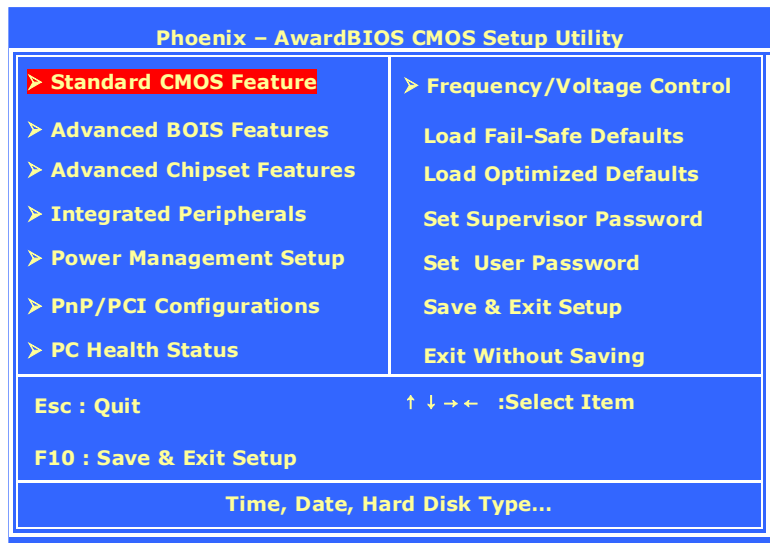 Phoenix – AwardBIOS CMOS Setup Utility
➢ Standard CMOS Feature
➢ Advanced BOIS Features
➢ Advanced Chipset Features
➢ Integrated Peripherals
➢ Power Management Setup
➢ PnP/PCI Configurations
➢ PC Health Status
➢ Frequency/Voltage Control
Load Fail-Safe Defaults
Load Optimized Defaults
Set Supervisor Password
Set User Password
Save & Exit Setup
Exit Without Saving
Esc : Quit
↑ ↓ → ← :Select Item
F10 : Save & Exit Setup
Time, Date, Hard Disk Type...